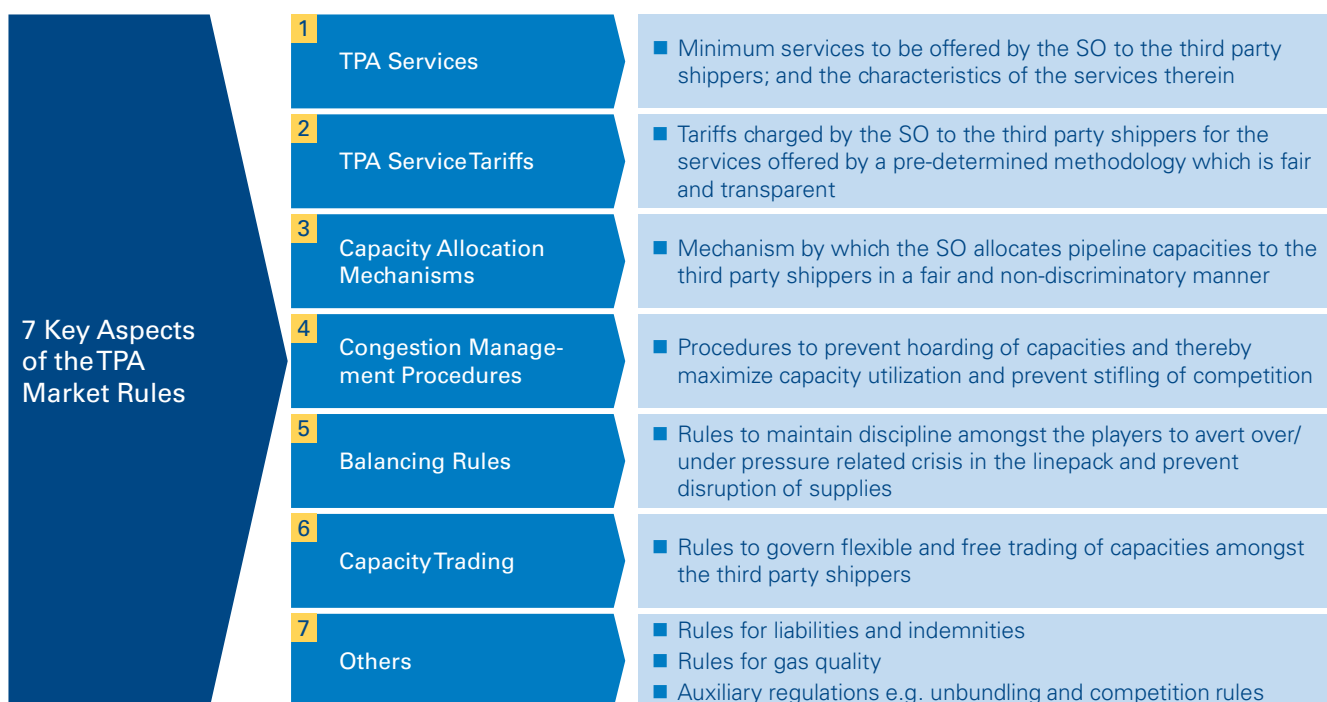 7 Key Aspects
of the TPA
Market Rules
1
TPA Services
■ Minimum services to be offered by the SO to the third party
shippers; and the characteristics of the services therein
2
TPA Service Tariffs
■ Tariffs charged by the SO to the third party shippers for the
services offered by a pre-determined methodology which is fair
and transparent
3
Capacity Allocation
Mechanisms
■ Mechanism by which the SO allocates pipeline capacities to the
third party shippers in a fair and non-discriminatory manner
4
Congestion Manage-
ment Procedures
■ Procedures to prevent hoarding of capacities and thereby
maximize capacity utilization and prevent stifling of competition
5
Balancing Rules
■ Rules to maintain discipline amongst the players to avert over/
under pressure related crisis in the linepack and prevent
disruption of supplies
6
Capacity Trading
■ Rules to govern flexible and free trading of capacities amongst
the third party shippers
7
Others
■ Rules for liabilities and indemnities
■ Rules for gas quality
■ Auxiliary regulations e.g. unbundling and competition rules